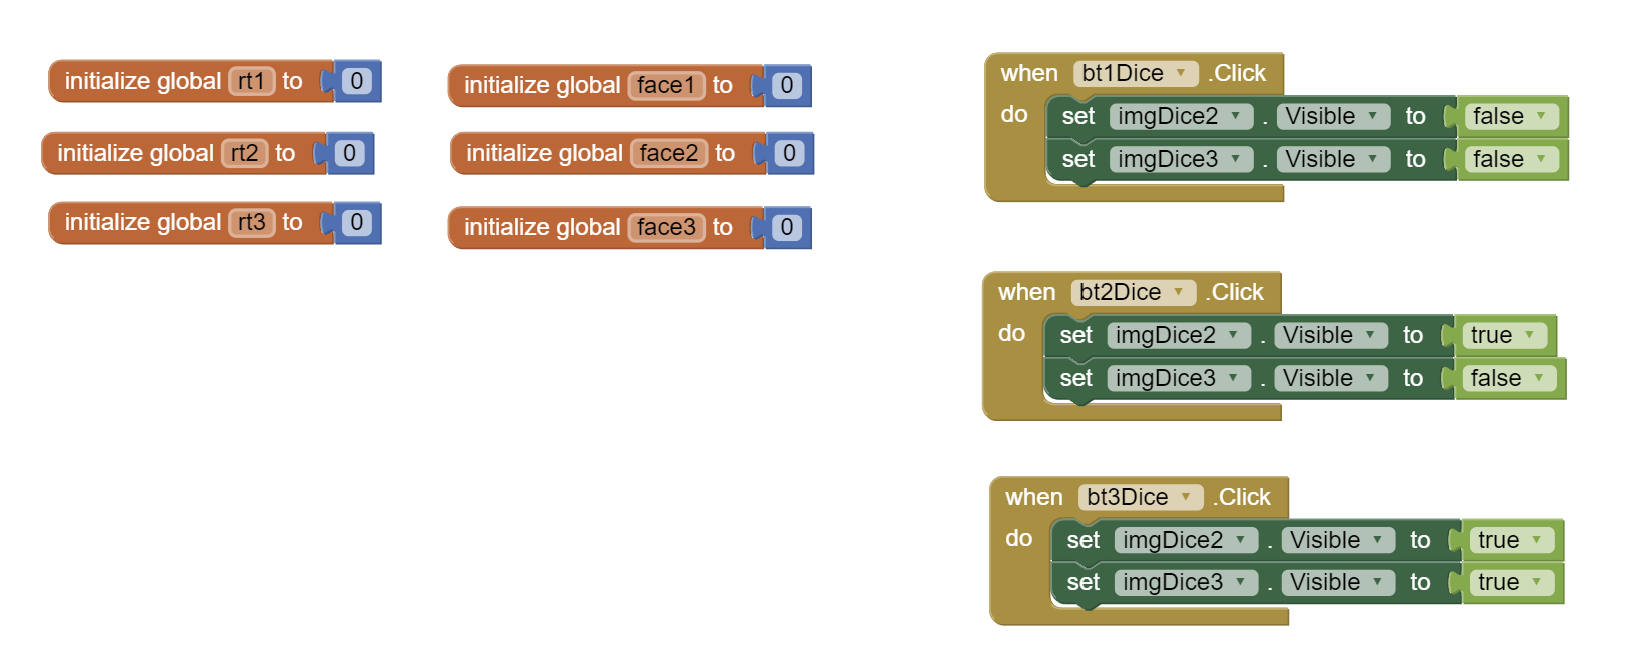 initialize global rt1 to 0
initialize global rt2 to 0
initialize global rt3 to 0
initialize global face1 to 0
initialize global face2 to 0
initialize global face3 to 0
when bt1Dice .Click
do set imgDice2 . Visible to false
set imgDice3 . Visible to false
when bt2Dice .Click
do set imgDice2 . Visible to true
set imgDice3 . Visible to false
when bt3Dice .Click
do set imgDice2 . Visible to true
set imgDice3 . Visible to true